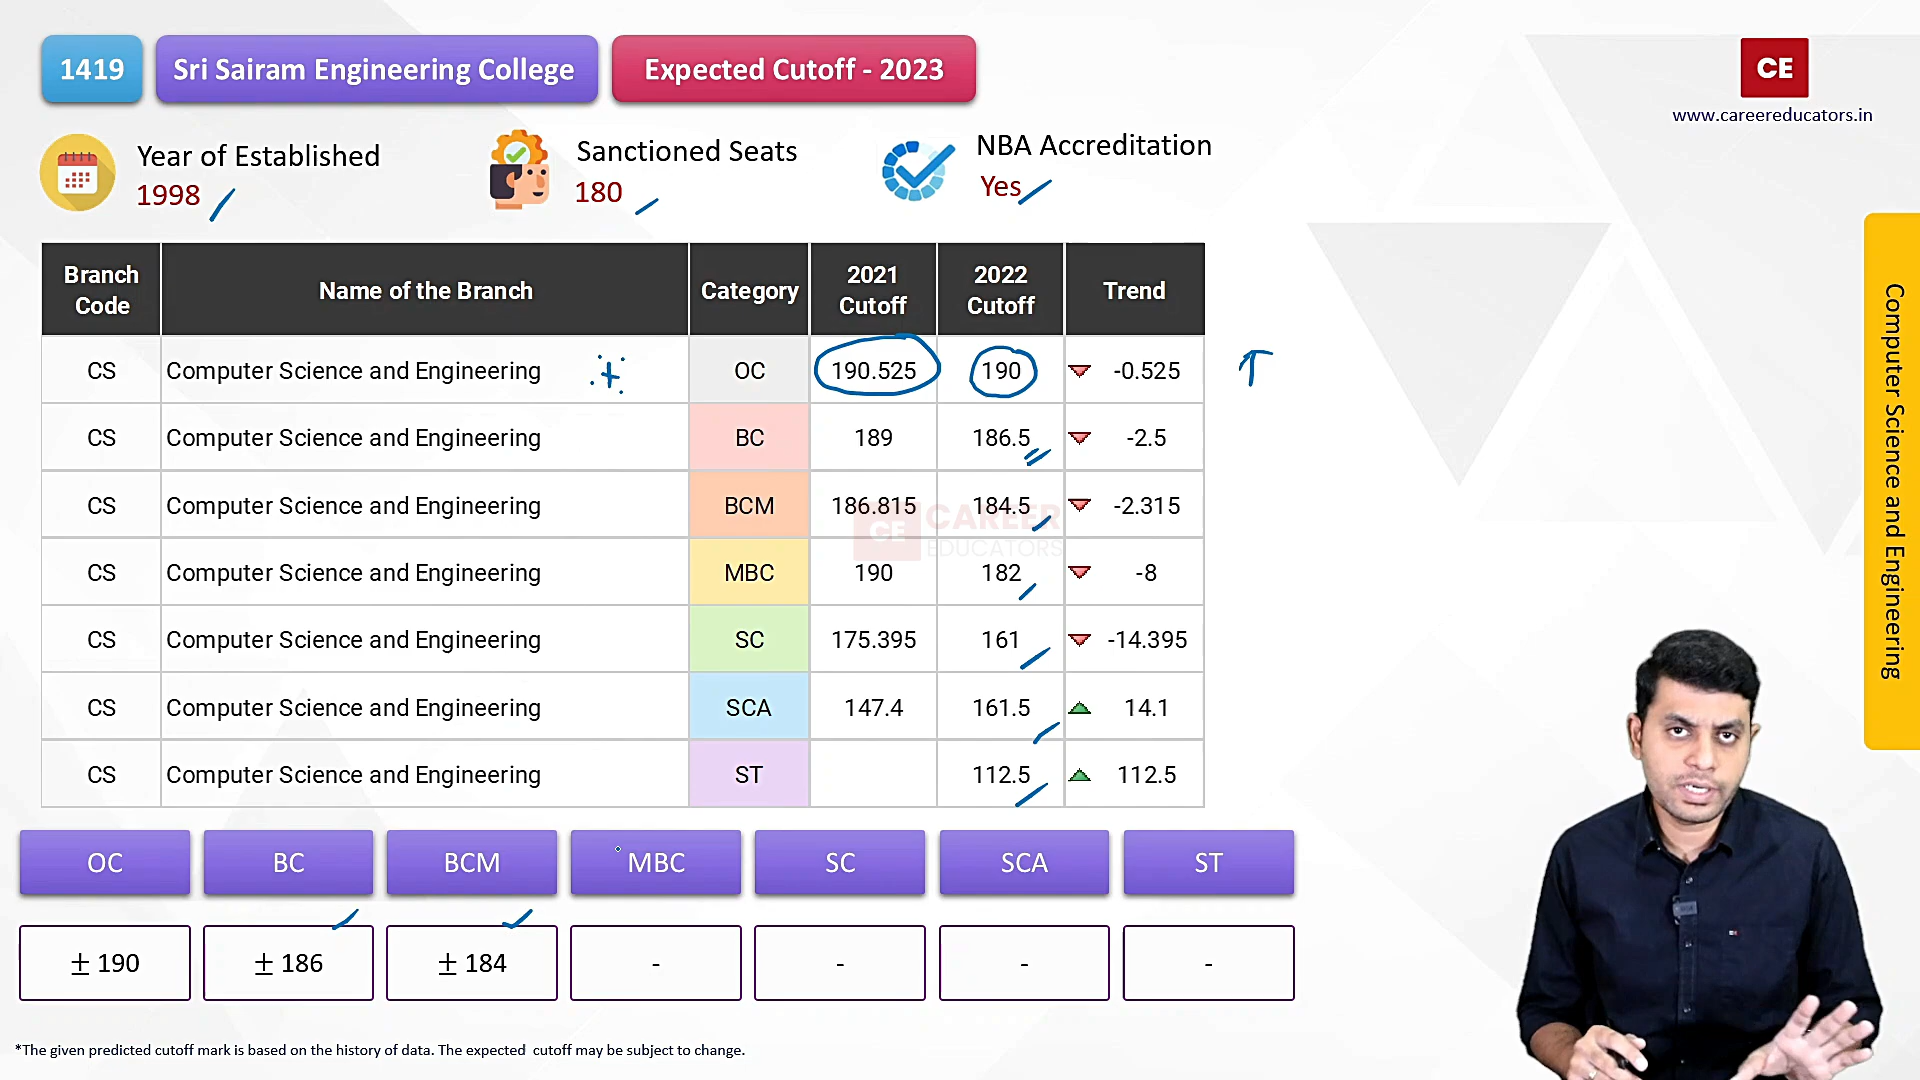 1419 Sri Sairam Engineering College Expected Cutoff - 2023
CE
www.careereducators.in
Year of Established
1998
Sanctioned Seats
180
NBA Accreditation
Yes
Branch Code Name of the Branch Category 2021 Cutoff 2022 Cutoff Trend
CS Computer Science and Engineering OC 190.525 190 -0.525
CS Computer Science and Engineering BC 189 186.5 -2.5
CS Computer Science and Engineering BCM 186.815 184.5 -2.315
CS Computer Science and Engineering MBC 190 182 -8
CS Computer Science and Engineering SC 175.395 161 -14.395
CS Computer Science and Engineering SCA 147.4 161.5 14.1
CS Computer Science and Engineering ST 112.5 112.5
CE CAREER
EDUCATORS
OC BC BCM MBC SC SCA ST
± 190 ± 186 ± 184 - - - -
*The given predicted cutoff mark is based on the history of data. The expected cutoff may be subject to change.
Computer Science and Engineering